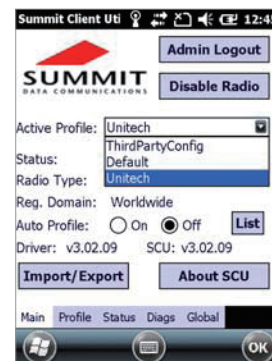 Summit Client Uti 12:4
Admin Logout
SUMMIT
DATA COMMUNICATIONS
Disable Radio
Active Profile: Unitech
ThirdPartyConfig
Status: Default
Radio Type: Unitech
Reg. Domain: Worldwide
Auto Profile: On Off List
Driver: v3.02.09 SCU: v3.02.09
Import/Export About SCU
Main Profile Status Diags Global
OK